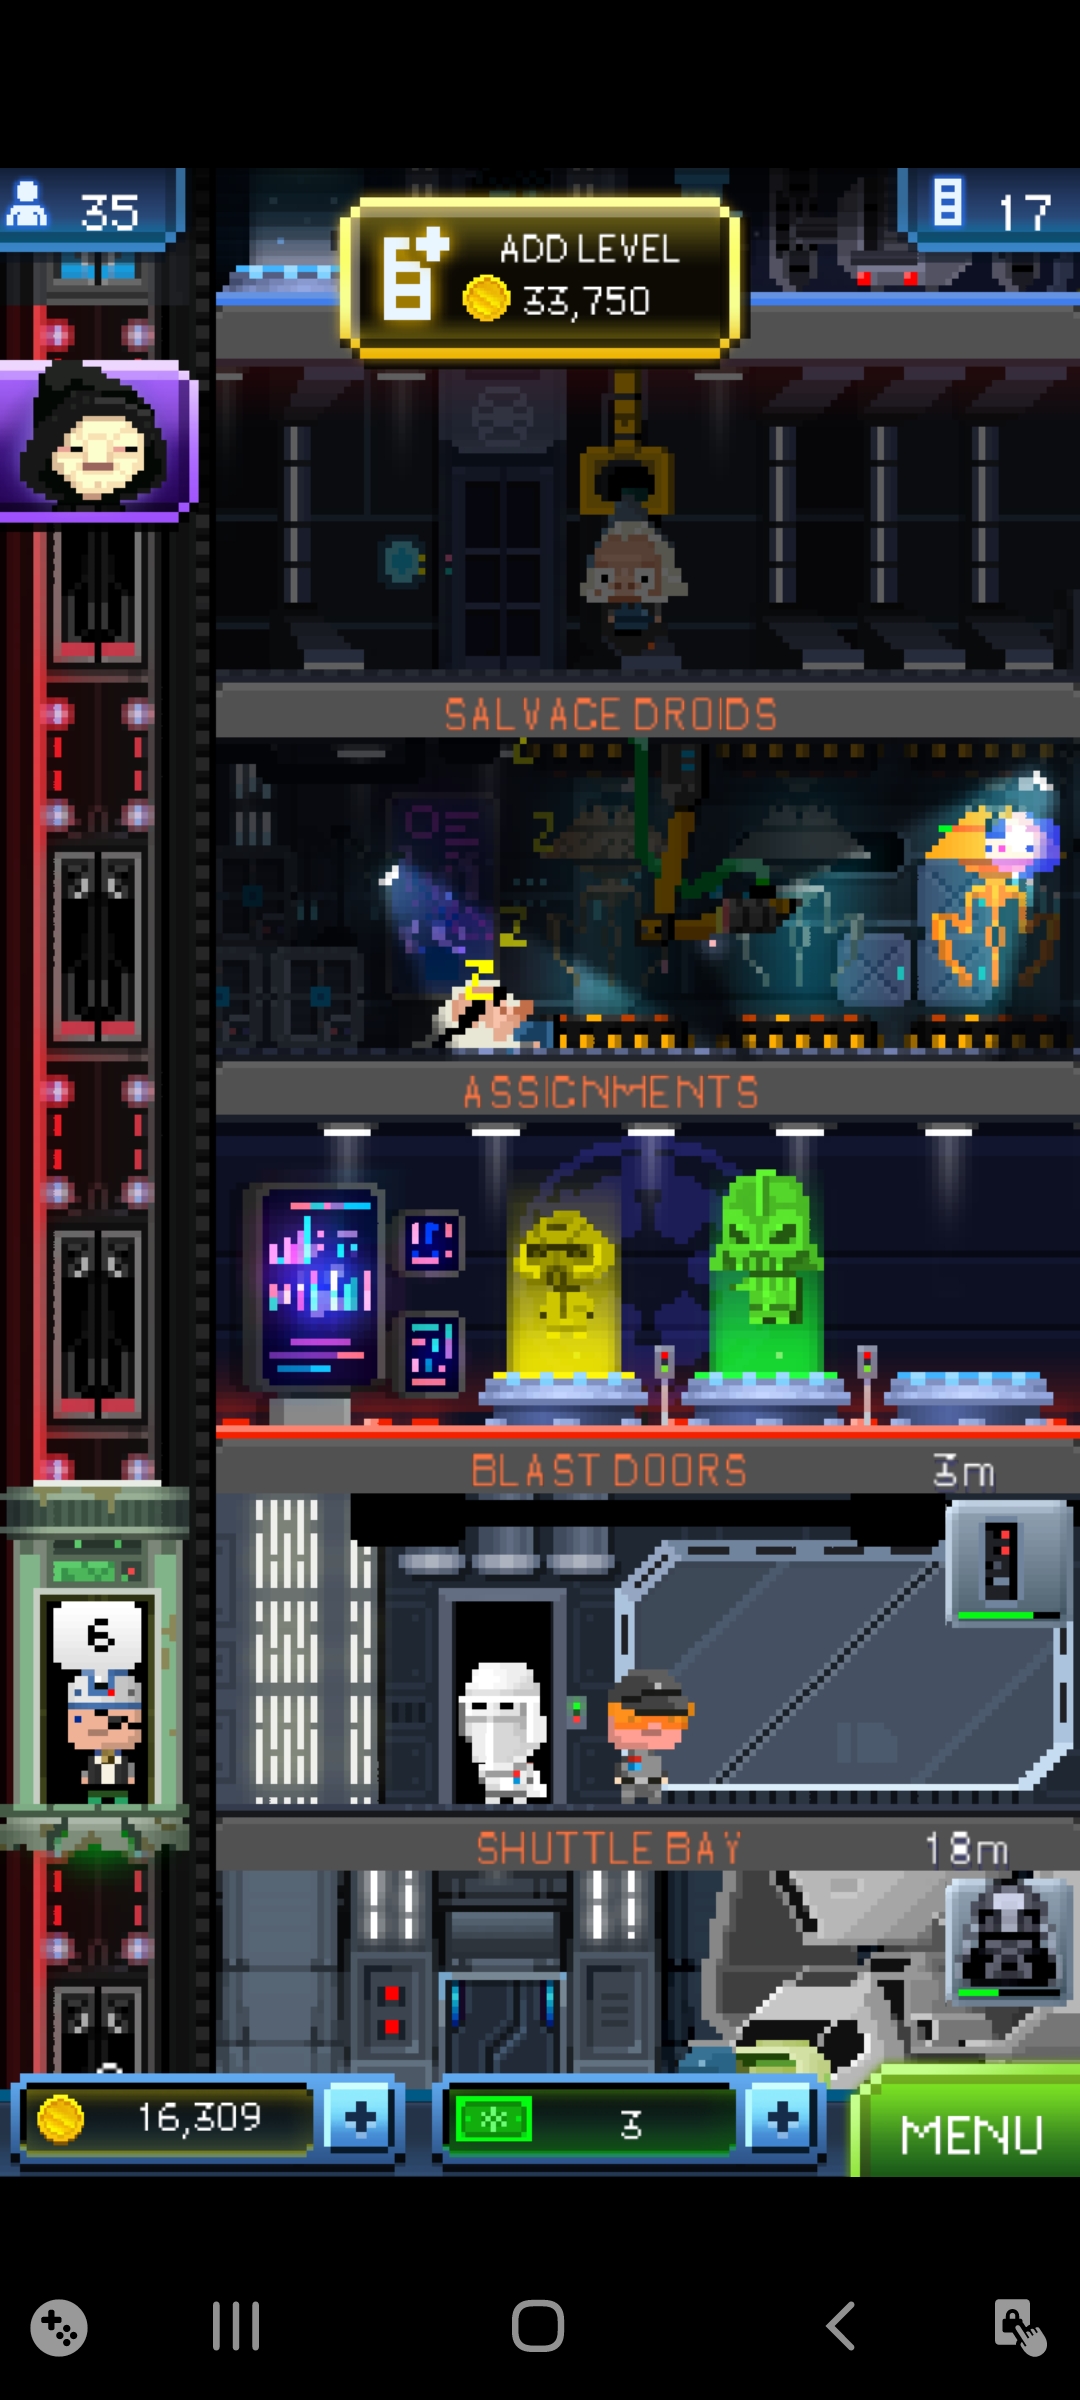 35
ADD LEVEL
33,750
17
SALVAGE DROIDS
Z
Z
Z
Z
ASSIGNMENTS
BLAST DOORS 3m
6
SHUTTLE BAY 18m
16,309
3
MENU